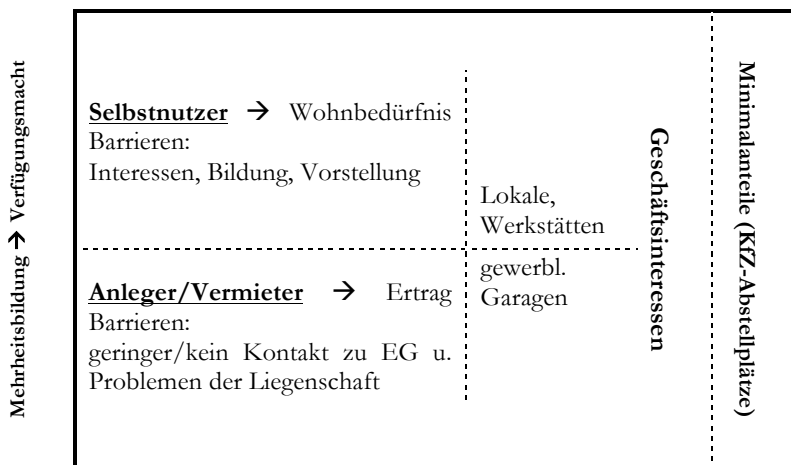 Mehrheitsbildung → Verfügungsmacht
Selbstnutzer → Wohnbedürfnis
Barrieren:
Interessen, Bildung, Vorstellung
Anleger/Vermieter → Ertrag
Barrieren:
geringer/kein Kontakt zu EG u.
Problemen der Liegenschaft
Lokale,
Werkstätten
gewerbl.
Garagen
Geschäftsinteressen
Minimalanteile (KfZ-Abstellplätze)